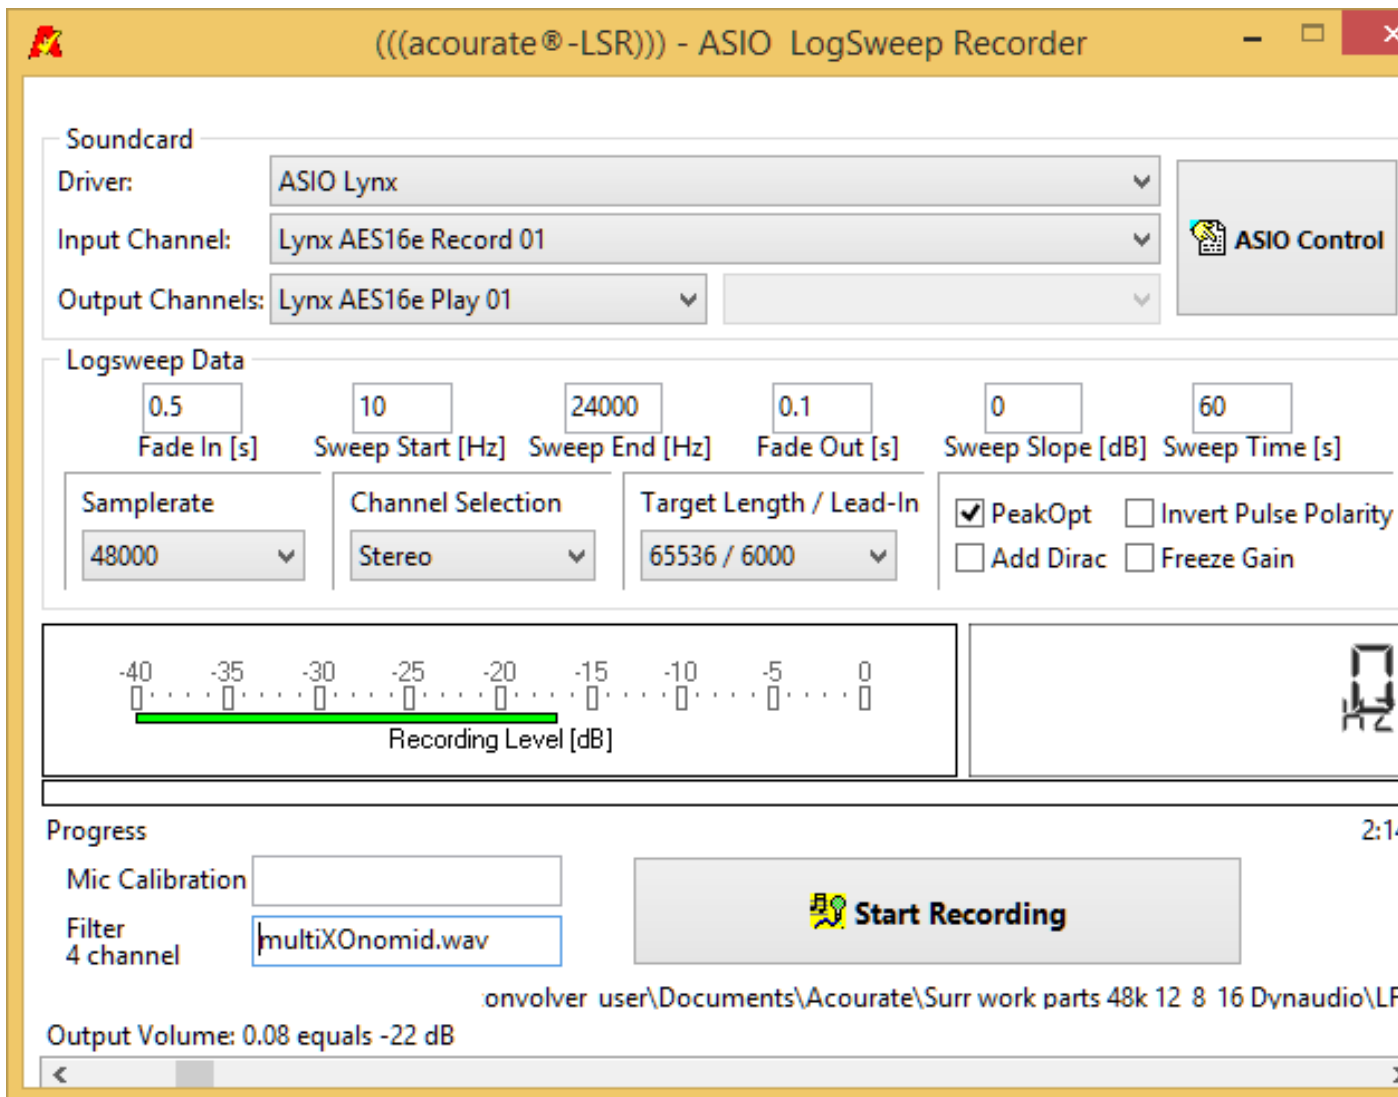 (((acourate®-LSR))) - ASIO LogSweep Recorder
Soundcard
Driver: ASIO Lynx
Input Channel: Lynx AES16e Record 01
ASIO Control
Output Channels: Lynx AES16e Play 01
Logsweep Data
0.5 10 24000 0.1 0 60
Fade In [s] Sweep Start [Hz] Sweep End [Hz] Fade Out [s] Sweep Slope [dB] Sweep Time [s]
Samplerate Channel Selection Target Length / Lead-In
PeakOpt Invert Pulse Polarity
48000 Stereo 65536 / 6000
Add Dirac Freeze Gain
-40 -35 -30 -25 -20 -15 -10 -5 0
Recording Level [dB]
0
Hz
Progress 2:14
Mic Calibration
Start Recording
Filter
4 channel
multiXOnomid.wav
onvolver user\Documents\Acourate\Surr work parts 48k 12 8 16 Dynaudio\LF
Output Volume: 0.08 equals -22 dB